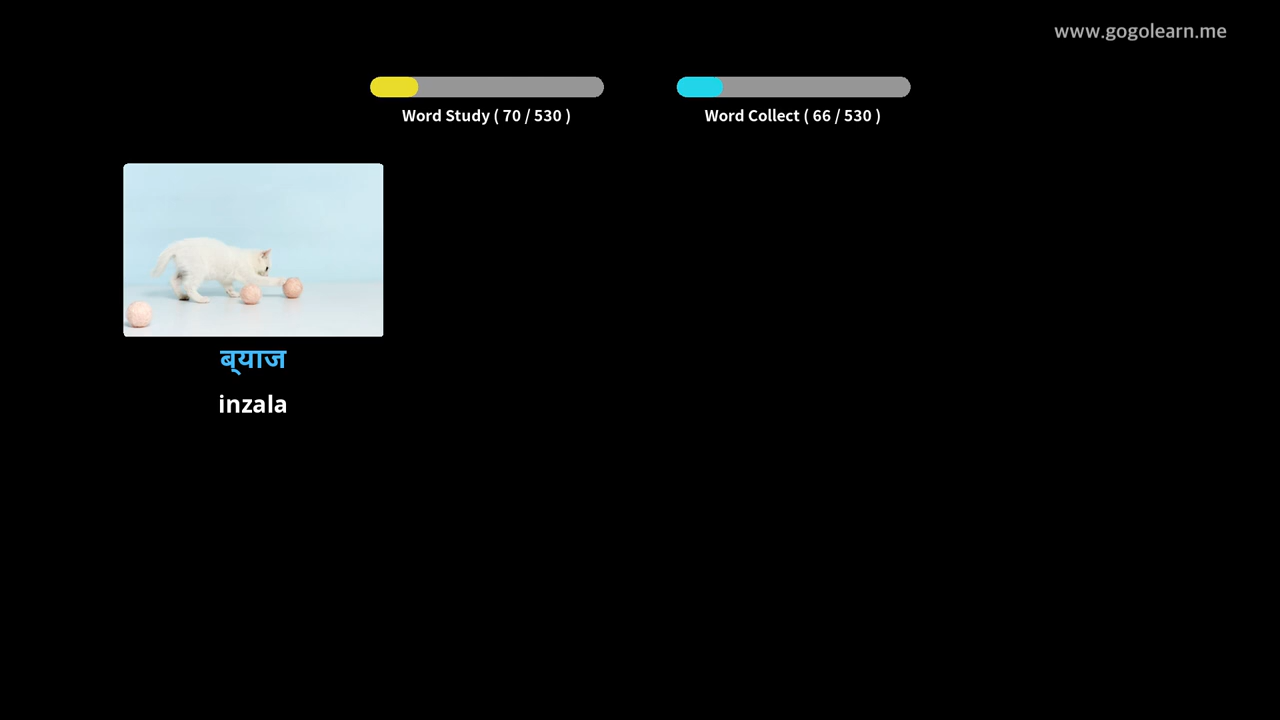 www.gogolearn.me
Word Study ( 70 / 530 )
Word Collect ( 66 / 530 )
ब्याज
inzala